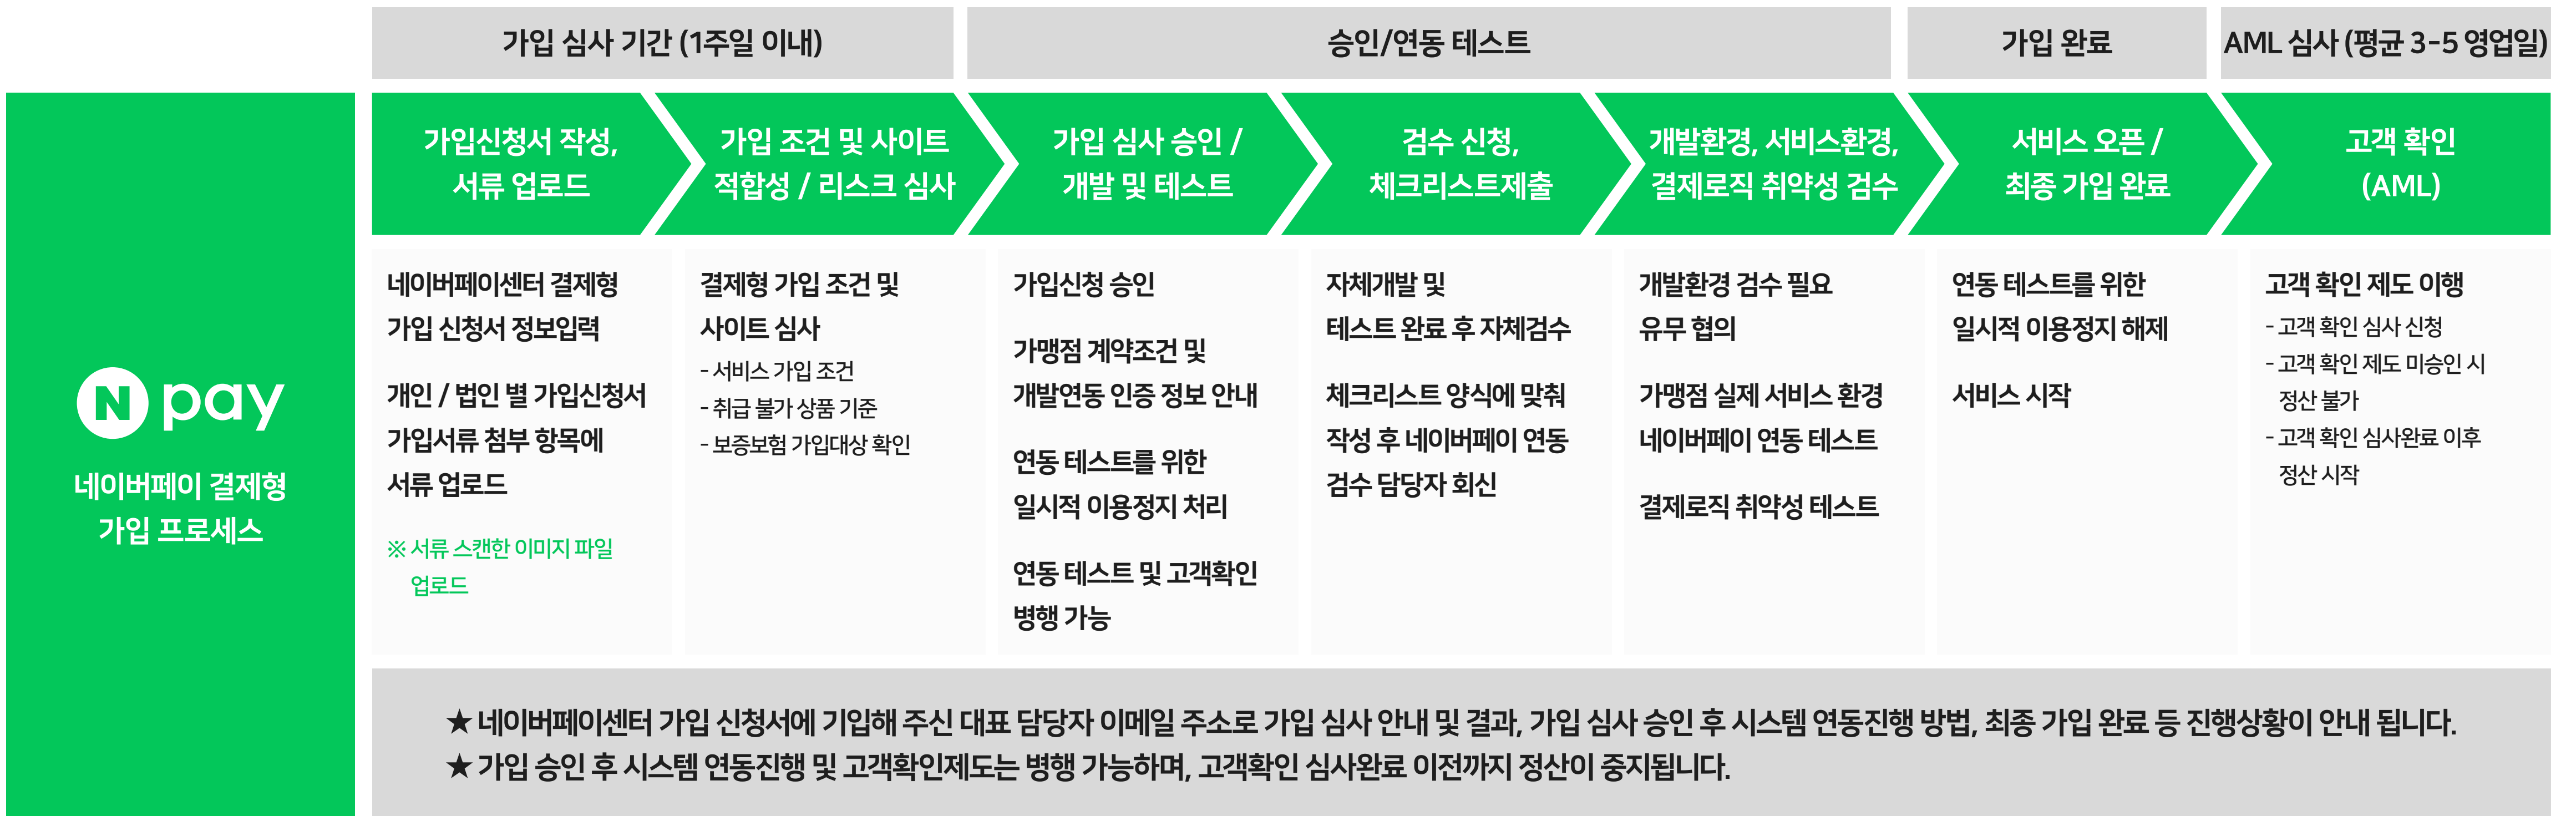 가입 심사 기간 (1주일 이내)
승인/연동 테스트
가입 완료
AML 심사 (평균 3-5 영업일)
N pay
네이버페이 결제형
가입 프로세스
가입신청서 작성,
서류 업로드
가입 조건 및 사이트
적합성 / 리스크 심사
가입 심사 승인 /
개발 및 테스트
검수 신청,
체크리스트제출
개발환경, 서비스환경,
결제로직 취약성 검수
서비스 오픈 /
최종 가입 완료
고객 확인
(AML)
네이버페이센터 결제형
가입 신청서 정보입력
개인 / 법인 별 가입신청서
가입서류 첨부 항목에
서류 업로드
※ 서류 스캔한 이미지 파일
업로드
결제형 가입 조건 및
사이트 심사
- 서비스 가입 조건
- 취급 불가 상품 기준
- 보증보험 가입대상 확인
가입신청 승인
가맹점 계약조건 및
개발연동 인증 정보 안내
연동 테스트를 위한
일시적 이용정지 처리
연동 테스트 및 고객확인
병행 가능
자체개발 및
테스트 완료 후 자체검수
체크리스트 양식에 맞춰
작성 후 네이버페이 연동
검수 담당자 회신
개발환경 검수 필요
유무 협의
가맹점 실제 서비스 환경
네이버페이 연동 테스트
결제로직 취약성 테스트
연동 테스트를 위한
일시적 이용정지 해제
서비스 시작
고객 확인 제도 이행
- 고객 확인 심사 신청
- 고객 확인 제도 미승인 시
정산 불가
- 고객 확인 심사완료 이후
정산 시작
★ 네이버페이센터 가입 신청서에 기입해 주신 대표 담당자 이메일 주소로 가입 심사 안내 및 결과, 가입 심사 승인 후 시스템 연동진행 방법, 최종 가입 완료 등 진행상황이 안내 됩니다.
★ 가입 승인 후 시스템 연동진행 및 고객확인제도는 병행 가능하며, 고객확인 심사완료 이전까지 정산이 중지됩니다.